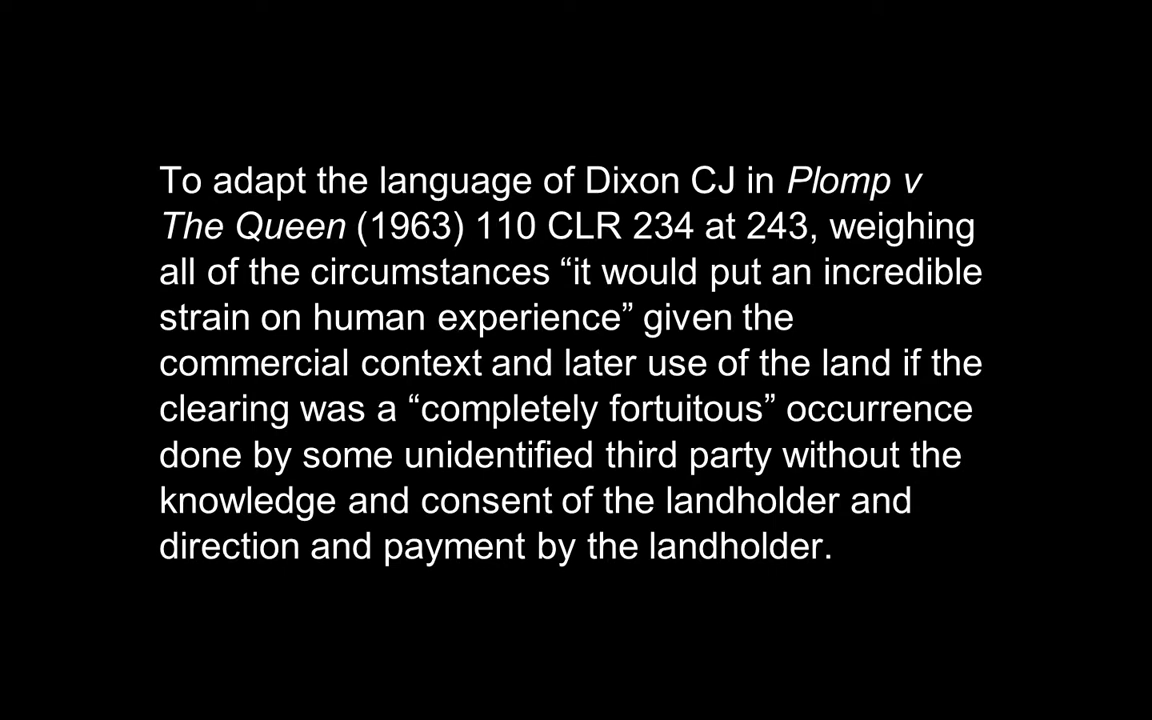 To adapt the language of Dixon CJ in Plomp v
The Queen (1963) 110 CLR 234 at 243, weighing
all of the circumstances “it would put an incredible
strain on human experience” given the
commercial context and later use of the land if the
clearing was a “completely fortuitous” occurrence
done by some unidentified third party without the
knowledge and consent of the landholder and
direction and payment by the landholder.